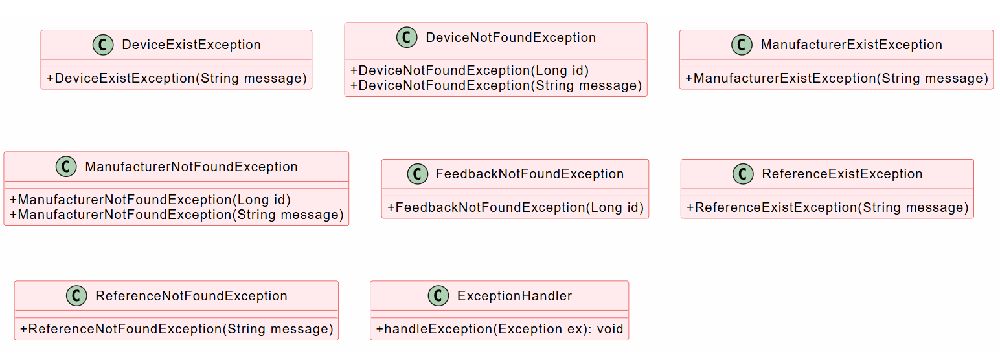 C DeviceExistException
+DeviceExistException(String message)
C DeviceNotFoundException
+DeviceNotFoundException(Long id)
+DeviceNotFoundException(String message)
C ManufacturerExistException
+ManufacturerExistException(String message)
C ManufacturerNotFoundException
+ManufacturerNotFoundException(Long id)
+ManufacturerNotFoundException(String message)
C FeedbackNotFoundException
+FeedbackNotFoundException(Long id)
C ReferenceExistException
+ReferenceExistException(String message)
C ReferenceNotFoundException
+ReferenceNotFoundException(String message)
C ExceptionHandler
+handleException(Exception ex): void